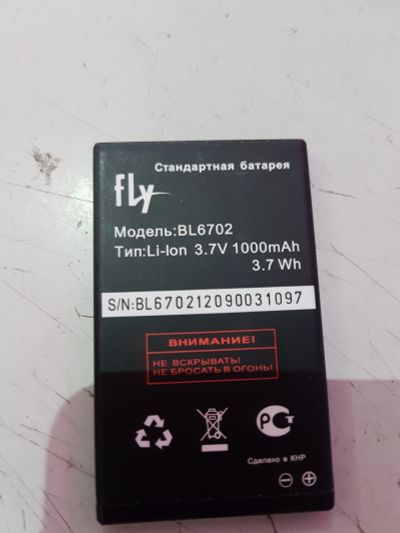 Стандартная батарея
fly
Модель:BL6702
Тип:Li-Ion 3.7V 1000mAh
3.7 Wh
S/N:BL670212090031097
ВНИМАНИЕ!
НЕ ВСКРЫВАТЬ!
НЕ БРОСАТЬ В ОГОНЬ!
Сделано в КНР